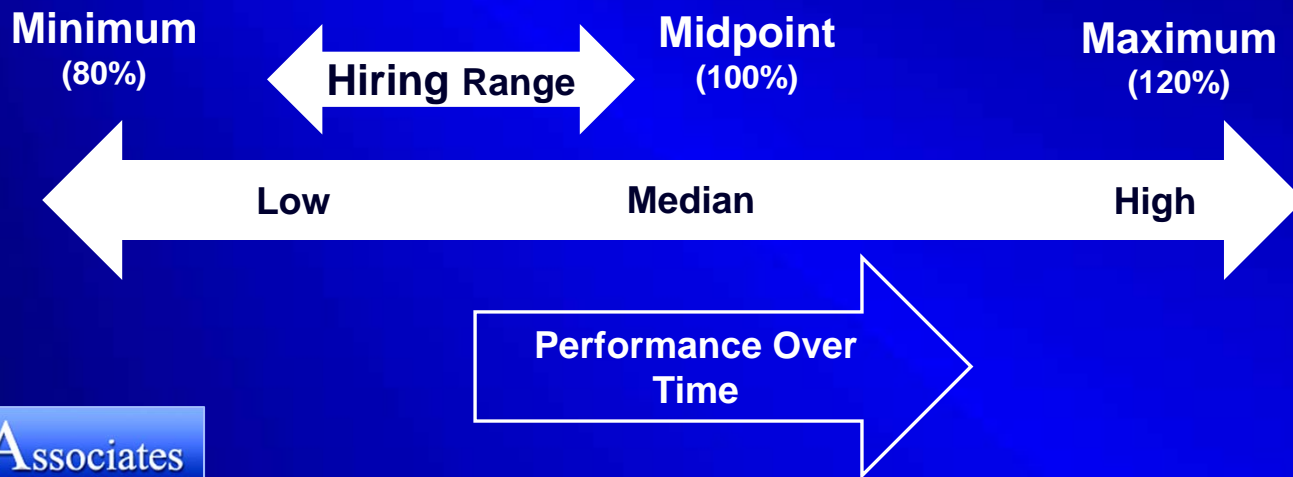 Minimum
(80%)
Hiring Range
Midpoint
(100%)
Maximum
(120%)
Low
Median
High
Performance Over
Time
Associates